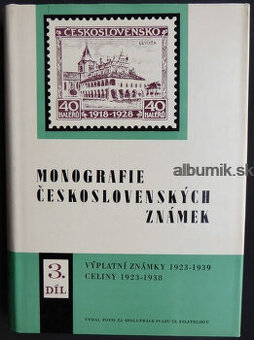 ČESKOSLOVENSKO
LEVOČA
40
HALÉŘŮ
1918-1928
40
HALÉŘŮ
albumik.sk
MONOGRAFIE
ČESKOSLOVENSKÝCH
ZNÁMEK
3.
DÍL
VÝPLATNÍ ZNÁMKY 1923-1939
CELINY 1923-1938
VYDAL POFIS ZA SPOLUPRÁCE SVAZU ČS. FILATELISTŮ